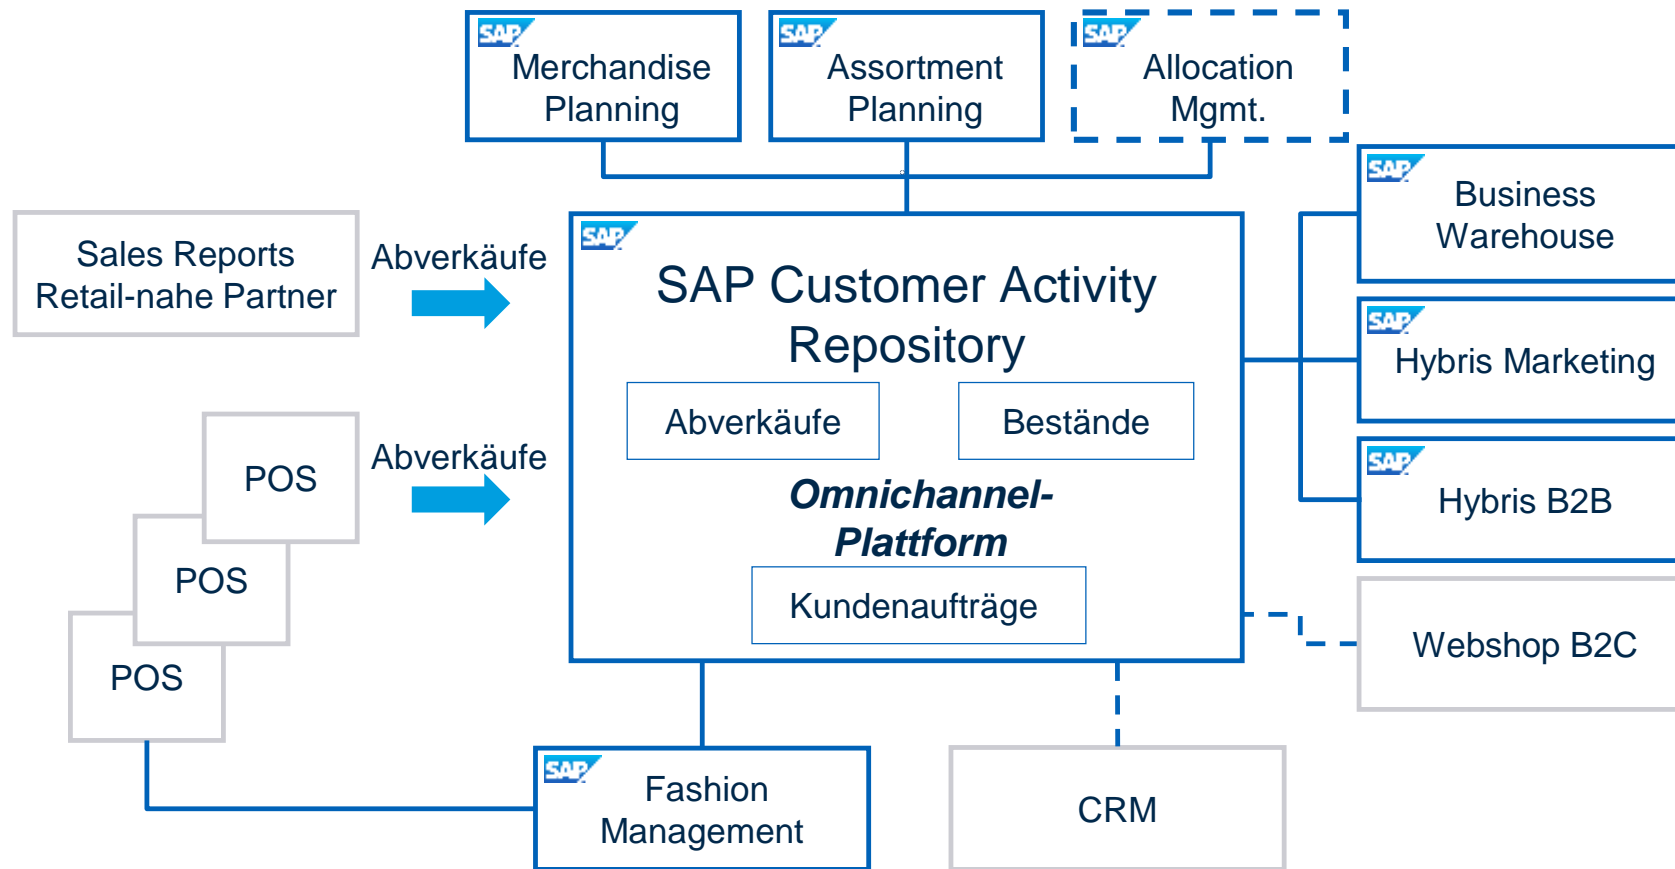 SAP
Merchandise
Planning
SAP
Assortment
Planning
SAP
Allocation
Mgmt.
SAP
Business
Warehouse
Sales Reports
Retail-nahe Partner
Abverkäufe
SAP
SAP Customer Activity
Repository
SAP
Hybris Marketing
Abverkäufe
Bestände
POS
Abverkäufe
Omnichannel-
Plattform
SAP
Hybris B2B
POS
Kundenaufträge
Webshop B2C
POS
SAP
Fashion
Management
CRM